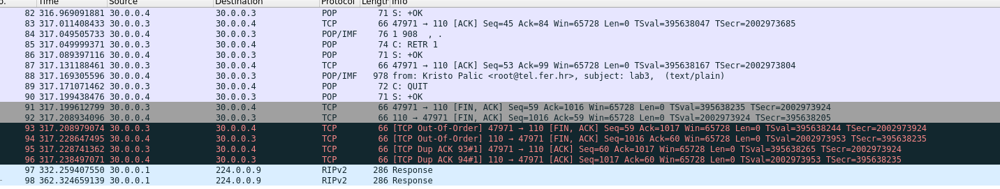 o. Time Source Destination Protocol Length Info
82 316.969091881 30.0.0.4 30.0.0.3 POP 71 S: +OK
83 317.011408433 30.0.0.3 30.0.0.4 TCP 66 47971 → 110 [ACK] Seq=45 Ack=84 Win=65728 Len=0 TSval=395638047 TSecr=2002973685
84 317.049505733 30.0.0.4 30.0.0.3 POP/IMF 76 1 908 , .
85 317.049999371 30.0.0.3 30.0.0.4 POP 74 C: RETR 1
86 317.089397116 30.0.0.4 30.0.0.3 POP 71 S: +OK
87 317.131188461 30.0.0.3 30.0.0.4 TCP 66 47971 → 110 [ACK] Seq=53 Ack=99 Win=65728 Len=0 TSval=395638167 TSecr=2002973804
88 317.169305596 30.0.0.4 30.0.0.3 POP/IMF 978 from: Kristo Palic <root@tel.fer.hr>, subject: lab3, (text/plain)
89 317.171071462 30.0.0.3 30.0.0.4 POP 72 C: QUIT
90 317.199438476 30.0.0.4 30.0.0.3 POP 71 S: +OK
91 317.199612799 30.0.0.3 30.0.0.4 TCP 66 47971 → 110 [FIN, ACK] Seq=59 Ack=1016 Win=65728 Len=0 TSval=395638235 TSecr=2002973924
92 317.208934096 30.0.0.4 30.0.0.3 TCP 66 110 → 47971 [FIN, ACK] Seq=1016 Ack=59 Win=65728 Len=0 TSval=2002973924 TSecr=395638205
93 317.208979074 30.0.0.3 30.0.0.4 TCP 66 [TCP Out-Of-Order] 47971 → 110 [FIN, ACK] Seq=59 Ack=1017 Win=65728 Len=0 TSval=395638244 TSecr=2002973924
94 317.228647495 30.0.0.4 30.0.0.3 TCP 66 [TCP Out-Of-Order] 110 → 47971 [FIN, ACK] Seq=1016 Ack=60 Win=65728 Len=0 TSval=2002973953 TSecr=395638235
95 317.228741362 30.0.0.3 30.0.0.4 TCP 66 [TCP Dup ACK 93#1] 47971 → 110 [ACK] Seq=60 Ack=1017 Win=65728 Len=0 TSval=395638265 TSecr=2002973924
96 317.238497071 30.0.0.4 30.0.0.3 TCP 66 [TCP Dup ACK 94#1] 110 → 47971 [ACK] Seq=1017 Ack=60 Win=65728 Len=0 TSval=2002973953 TSecr=395638235
97 332.259407550 30.0.0.1 224.0.0.9 RIPv2 286 Response
98 362.324659139 30.0.0.1 224.0.0.9 RIPv2 286 Response